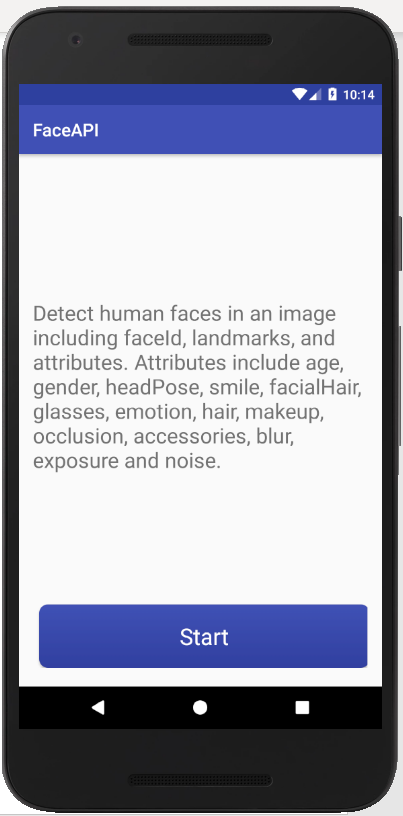 10:14
FaceAPI
Detect human faces in an image
including faceId, landmarks, and
attributes. Attributes include age,
gender, headPose, smile, facialHair,
glasses, emotion, hair, makeup,
occlusion, accessories, blur,
exposure and noise.
Start